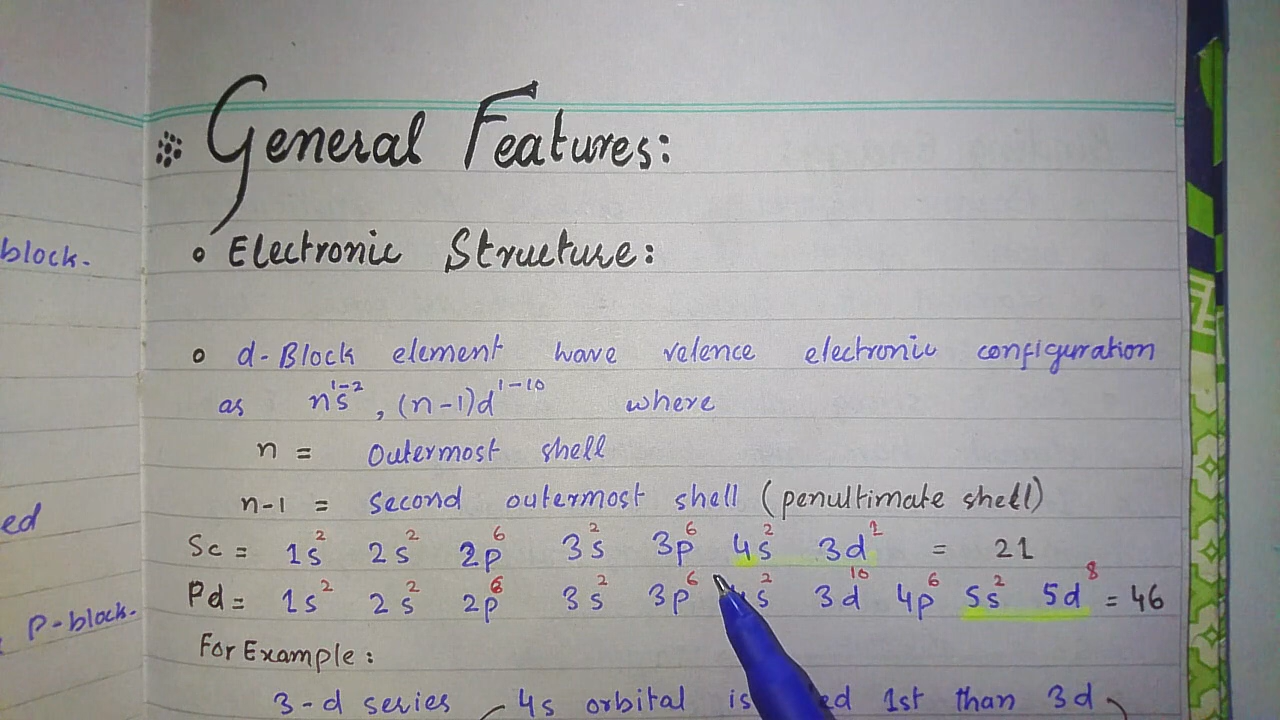 General Features:
Electronic Structure:
block.
d-Block element have velence electronic configuration
as ns¹⁻², (n-1)d¹⁻¹⁰ where
n = Outermost shell
n-1 = second outermost shell (penultimate shell)
ed
Sc = 1s² 2s² 2p⁶ 3s² 3p⁶ 4s² 3d¹ = 21
Pd = 1s² 2s² 2p⁶ 3s² 3p⁶ s² 3d¹⁰ 4p⁶ 5s² 5d⁸ = 46
P-block.
For Example:
3-d series 4s orbital is 1st than 3d